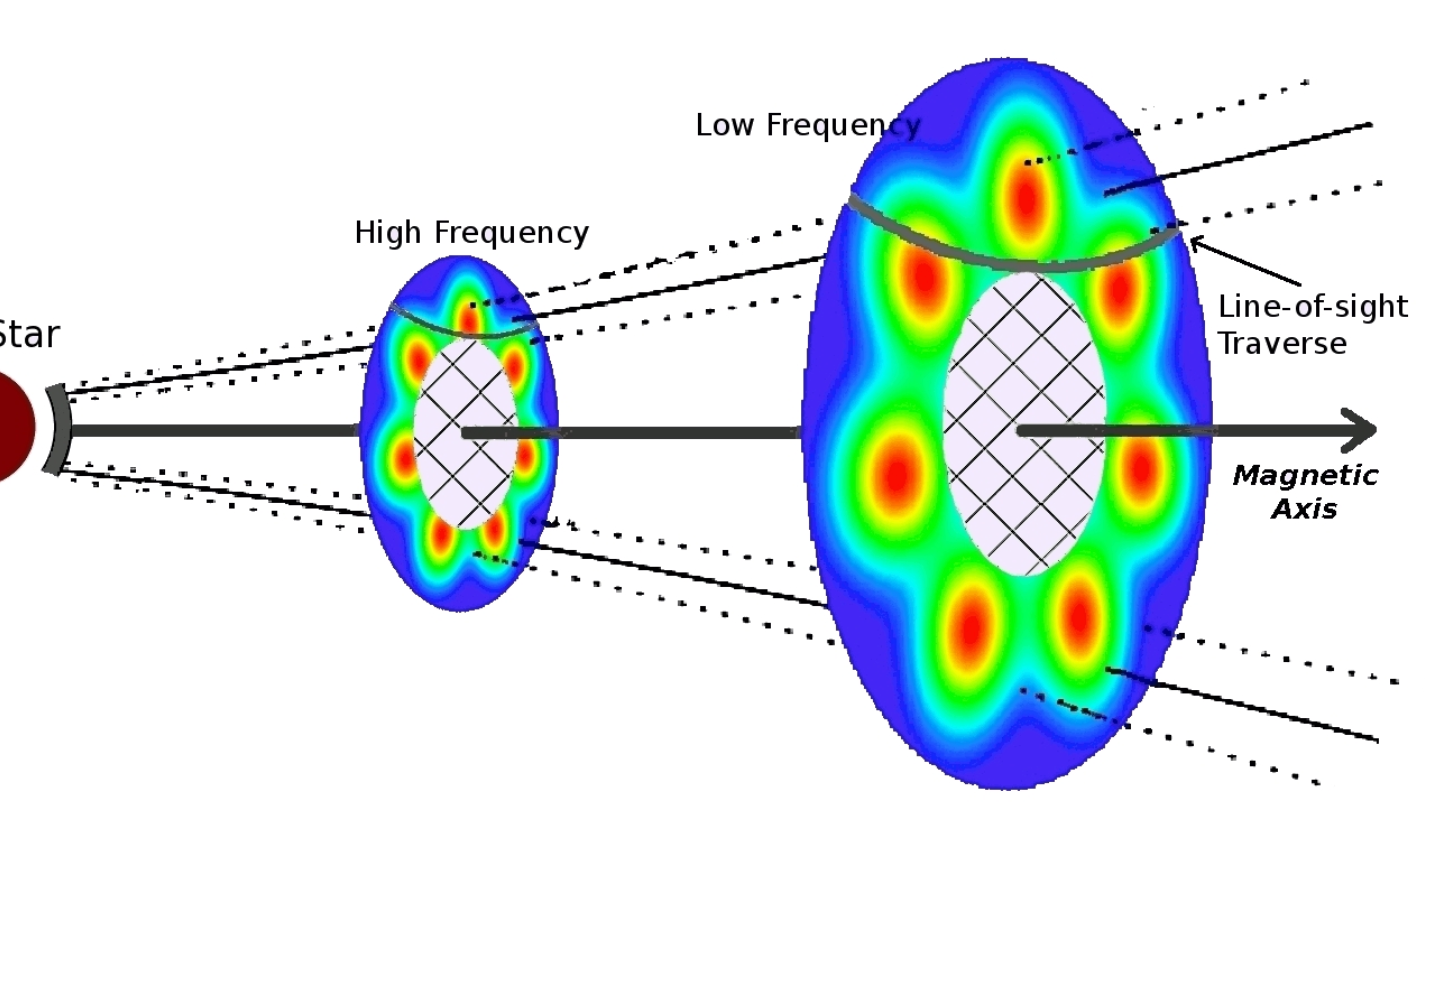 Low Frequency
High Frequency
Star
Line-of-sight
Traverse
Magnetic
Axis